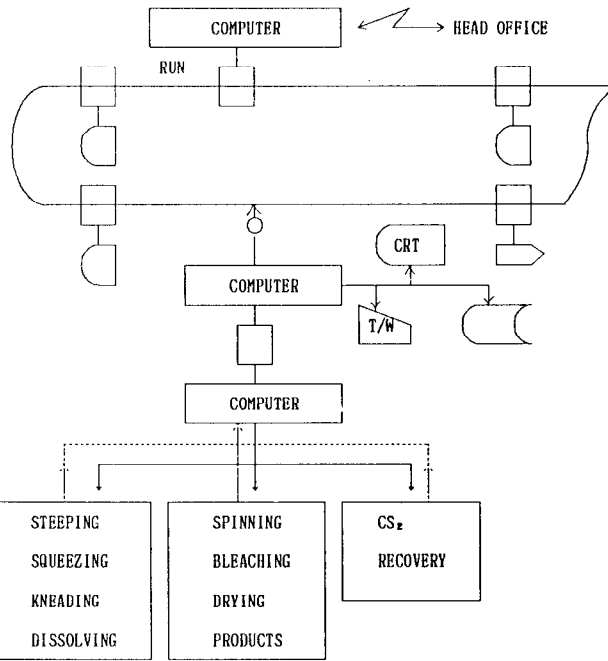 COMPUTER
HEAD OFFICE
RUN
CRT
COMPUTER
T/W
COMPUTER
STEEPING
SQUEEZING
KNEADING
DISSOLVING
SPINNING
BLEACHING
DRYING
PRODUCTS
CS₂
RECOVERY